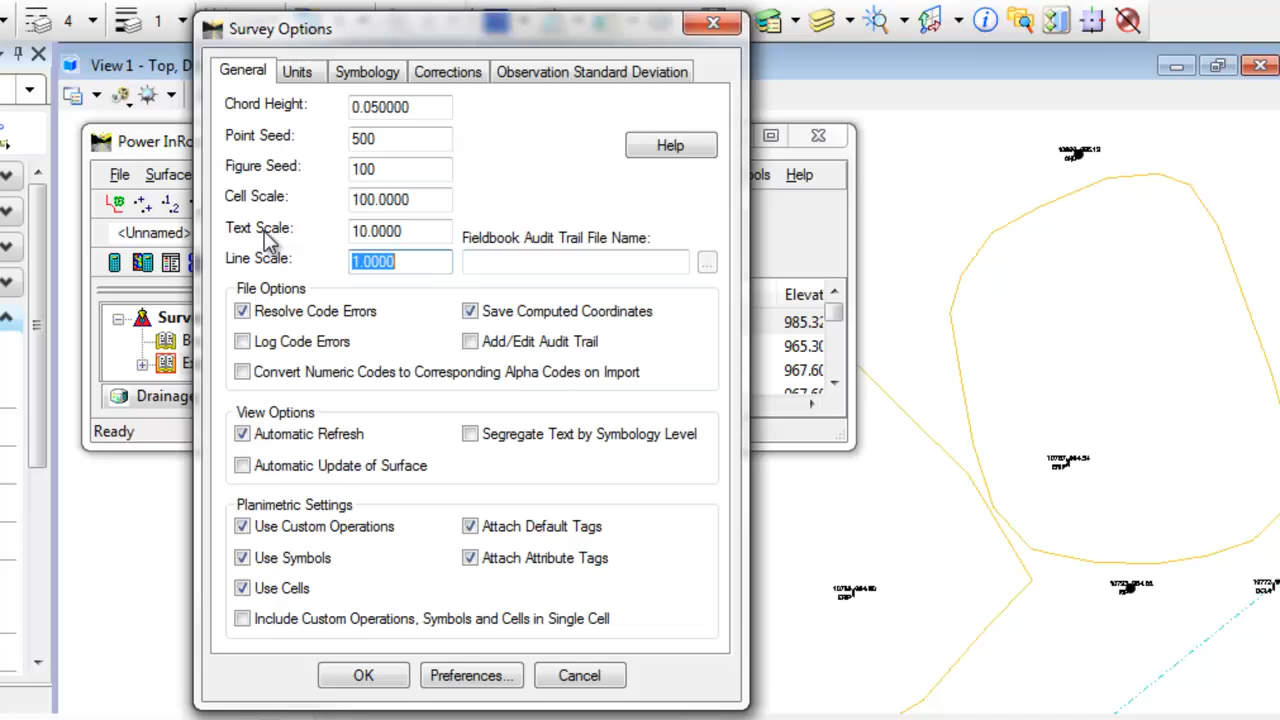 4
1
Survey Options
View 1 - Top, D
Power InRo
File
Surface
ols
Help
<Unnamed>
Surv
B
E
Drainage
Ready
Elevat
985.32
965.30
967.60
General
Units
Symbology
Corrections
Observation Standard Deviation
Chord Height:
0.050000
Point Seed:
500
Help
Figure Seed:
100
Cell Scale:
100.0000
Text Scale:
10.0000
Fieldbook Audit Trail File Name:
Line Scale:
1.0000
...
File Options
Resolve Code Errors
Save Computed Coordinates
Log Code Errors
Add/Edit Audit Trail
Convert Numeric Codes to Corresponding Alpha Codes on Import
View Options
Automatic Refresh
Segregate Text by Symbology Level
Automatic Update of Surface
Planimetric Settings
Use Custom Operations
Attach Default Tags
Use Symbols
Attach Attribute Tags
Use Cells
Include Custom Operations, Symbols and Cells in Single Cell
OK
Preferences...
Cancel